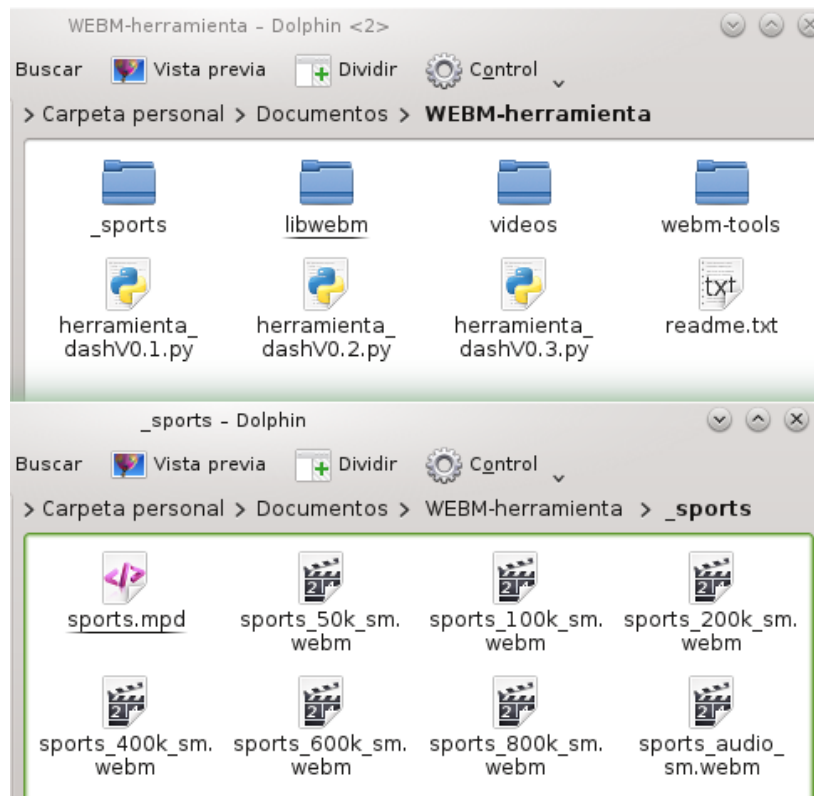 WEBM-herramienta – Dolphin <2>
Buscar Vista previa Dividir Control
> Carpeta personal > Documentos > WEBM-herramienta
_sports libwebm videos webm-tools
herramienta_ herramienta_ herramienta_ readme.txt
dashV0.1.py dashV0.2.py dashV0.3.py
_sports – Dolphin
Buscar Vista previa Dividir Control
> Carpeta personal > Documentos > WEBM-herramienta > _sports
sports.mpd sports_50k_sm. sports_100k_sm. sports_200k_sm.
webm webm webm
sports_400k_sm. sports_600k_sm. sports_800k_sm. sports_audio_
webm webm webm sm.webm